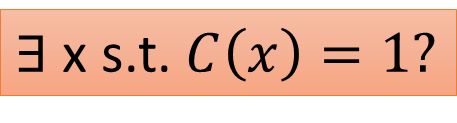 ∃ x s.t. C(x) = 1?